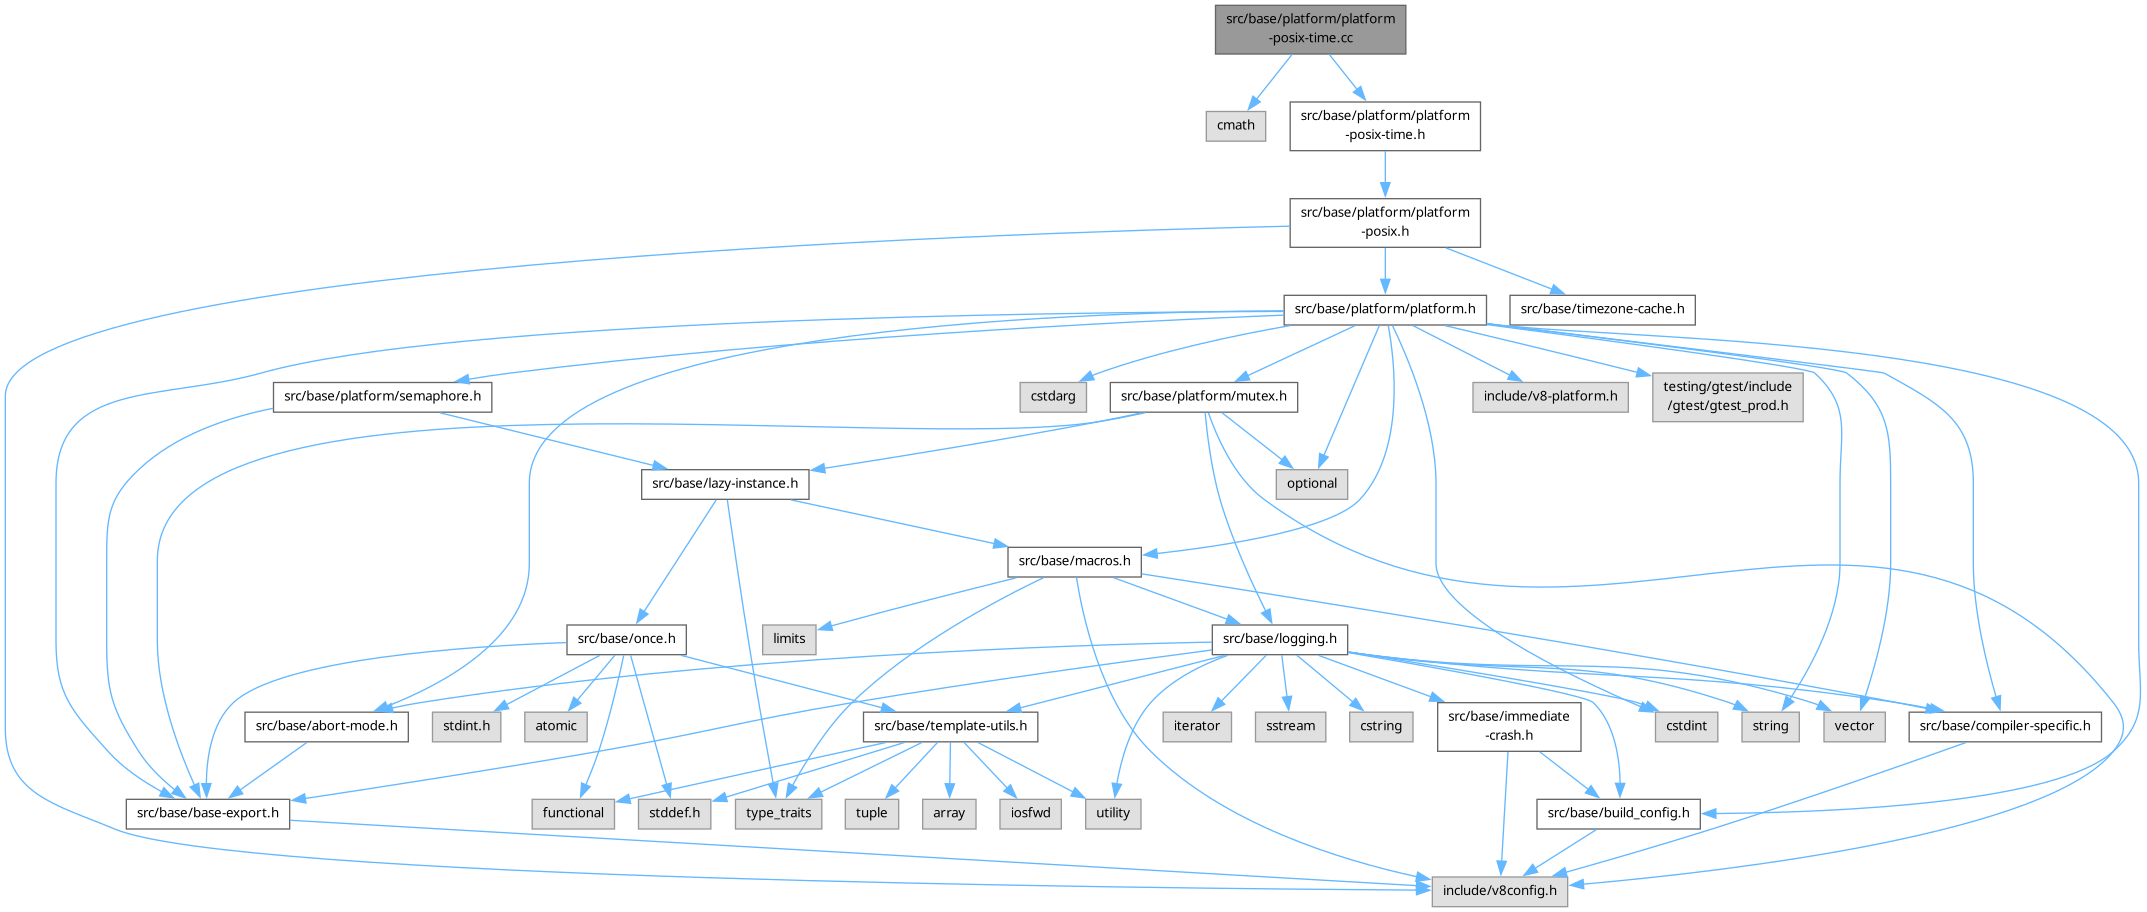 src/base/platform/platform
-posix-time.cc
cmath
src/base/platform/platform
-posix-time.h
src/base/platform/platform
-posix.h
src/base/platform/platform.h
src/base/timezone-cache.h
src/base/platform/semaphore.h
cstdarg
src/base/platform/mutex.h
include/v8-platform.h
testing/gtest/include
/gtest/gtest_prod.h
src/base/lazy-instance.h
optional
src/base/macros.h
src/base/once.h
limits
src/base/logging.h
src/base/abort-mode.h
stdint.h
atomic
src/base/template-utils.h
iterator
sstream
cstring
src/base/immediate
-crash.h
cstdint
string
vector
src/base/compiler-specific.h
src/base/base-export.h
functional
stddef.h
type_traits
tuple
array
iosfwd
utility
src/base/build_config.h
include/v8config.h